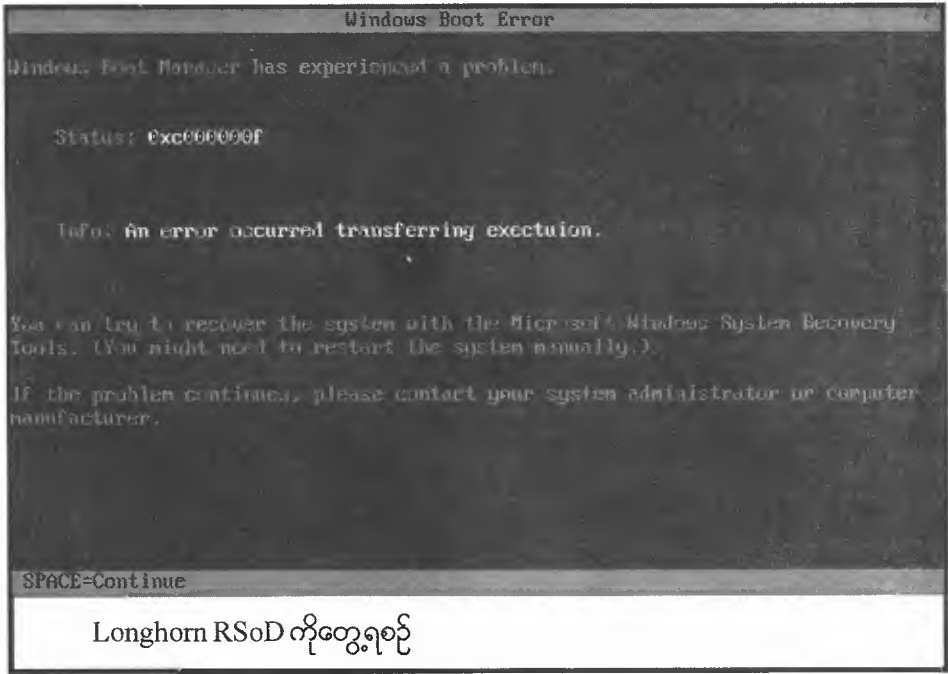 Windows Boot Error
Windows Boot Manager has experienced a problem.
Status: 0xc000000f
Info: An error occurred transferring exectuion.
You can try to recover the system with the Microsoft Windows System Recovery
Tools. (You might need to restart the system manually.)
If the problem continues, please contact your system administrator or computer
manufacturer.
SPACE=Continue
Longhorn RSoD ကိုတွေ့ရစဉ်